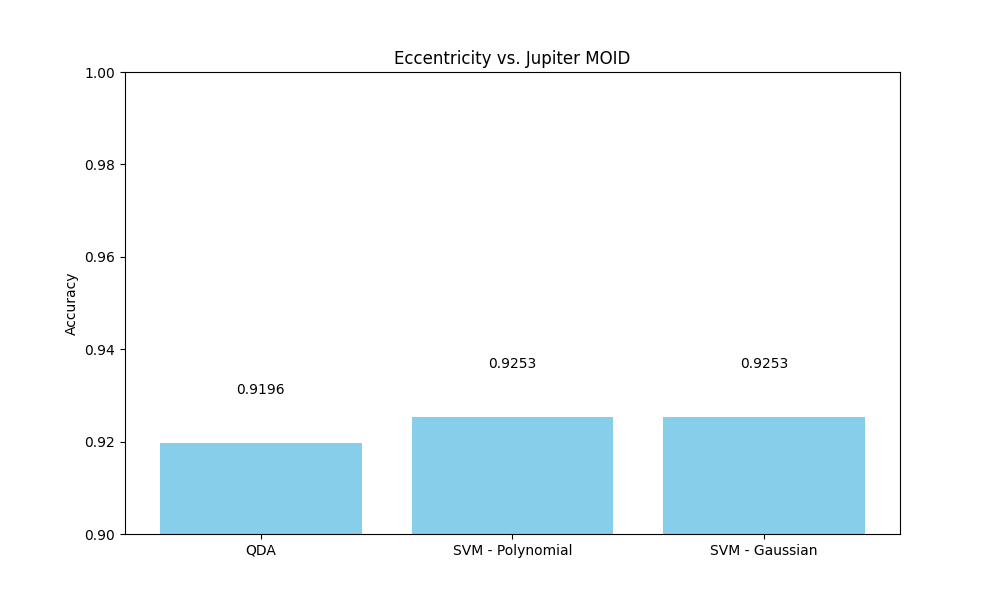 Eccentricity vs. Jupiter MOID
1.00
0.98
0.96
0.94
0.92
0.90
Accuracy
0.9196
0.9253
0.9253
QDA
SVM - Polynomial
SVM - Gaussian